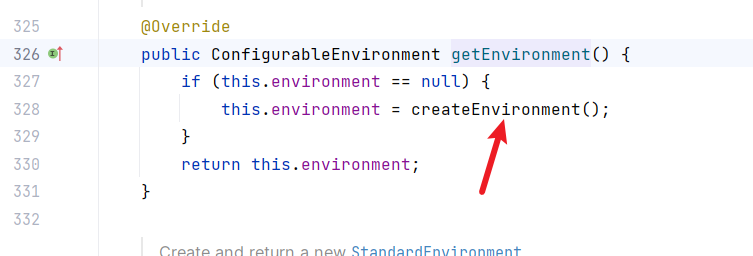 325 @Override
326 public ConfigurableEnvironment getEnvironment() {
327 if (this.environment == null) {
328 this.environment = createEnvironment();
329 }
330 return this.environment;
331 }
332
Create and return a new StandardEnvironment